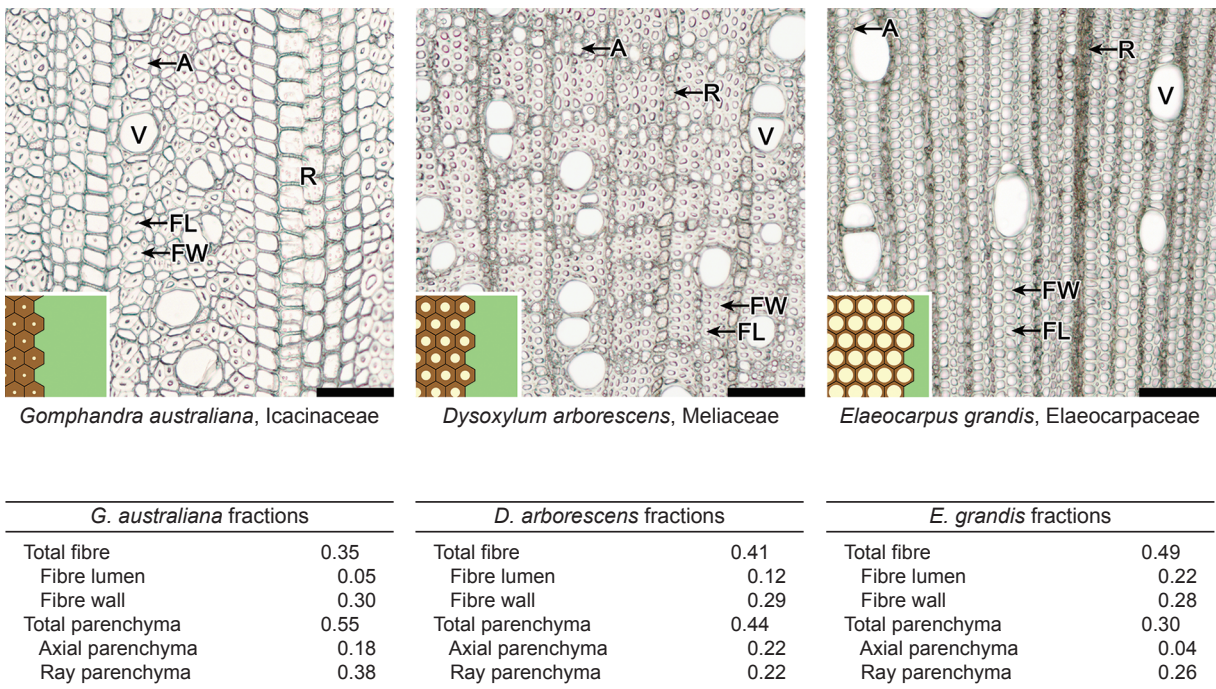 A
V
R
FL
FW
A
R
V
FW
FL
A
R
V
FW
FL
Gomphandra australiana, Icacinaceae
Dysoxylum arborescens, Meliaceae
Elaeocarpus grandis, Elaeocarpaceae
G. australiana fractions
Total fibre 0.35
Fibre lumen 0.05
Fibre wall 0.30
Total parenchyma 0.55
Axial parenchyma 0.18
Ray parenchyma 0.38
D. arborescens fractions
Total fibre 0.41
Fibre lumen 0.12
Fibre wall 0.29
Total parenchyma 0.44
Axial parenchyma 0.22
Ray parenchyma 0.22
E. grandis fractions
Total fibre 0.49
Fibre lumen 0.22
Fibre wall 0.28
Total parenchyma 0.30
Axial parenchyma 0.04
Ray parenchyma 0.26